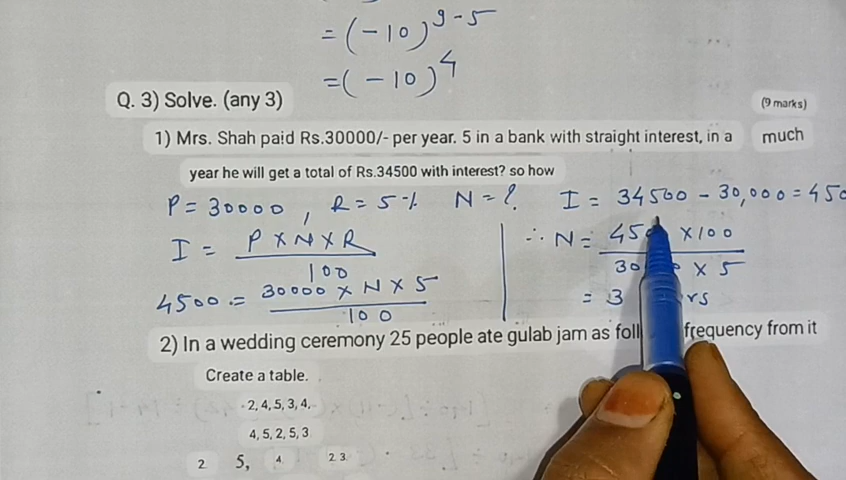 = (-10)^9-5
= (-10)^4
Q. 3) Solve. (any 3) (9 marks)
1) Mrs. Shah paid Rs.30000/- per year. 5 in a bank with straight interest, in a much
year he will get a total of Rs.34500 with interest? so how
P = 30000, R = 5% N = ? I = 34500 - 30,000 = 450
I = P × N × R / 100
4500 = 30000 × N × 5 / 100
∴ N = × 100 / × 5
= 3
2) In a wedding ceremony 25 people ate gulab jam as frequency from it
Create a table.
2, 4, 5, 3, 4,
4, 5, 2, 5, 3
2 5, 4 2 3